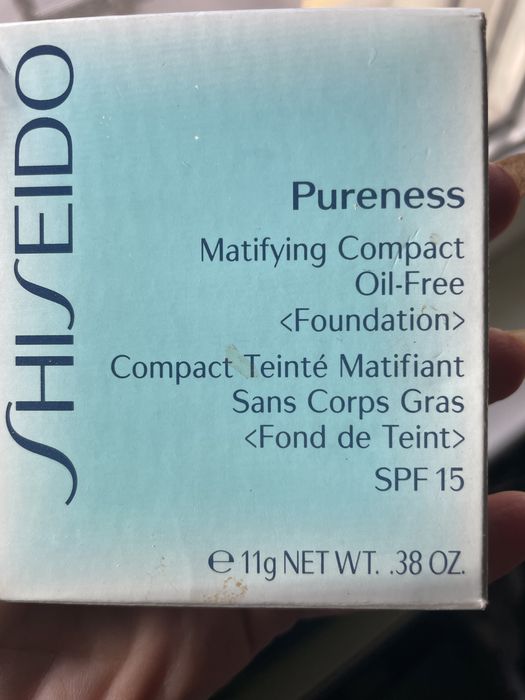 SHISEIDO
Pureness
Matifying Compact
Oil-Free
<Foundation>
Compact Teinté Matifiant
Sans Corps Gras
<Fond de Teint>
SPF 15
℮ 11g NET WT. .38 OZ.